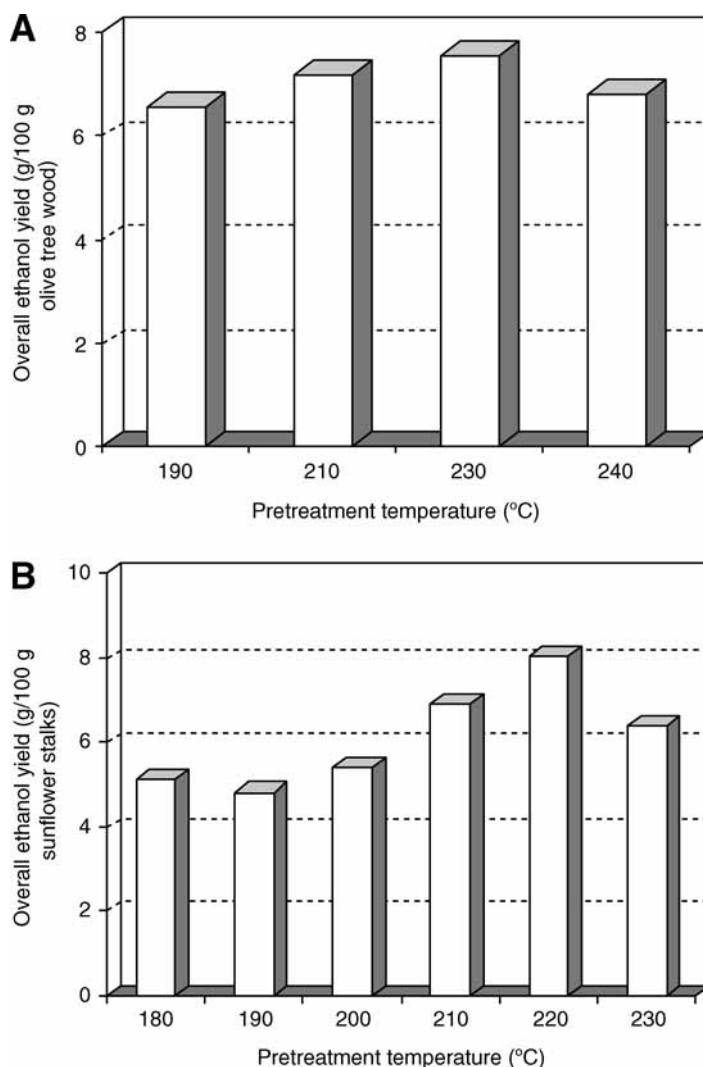 A
Overall ethanol yield (g/100 g
olive tree wood)
8
6
4
2
0
190 210 230 240
Pretreatment temperature (ºC)
B
Overall ethanol yield (g/100 g
sunflower stalks)
10
8
6
4
2
0
180 190 200 210 220 230
Pretreatment temperature (ºC)